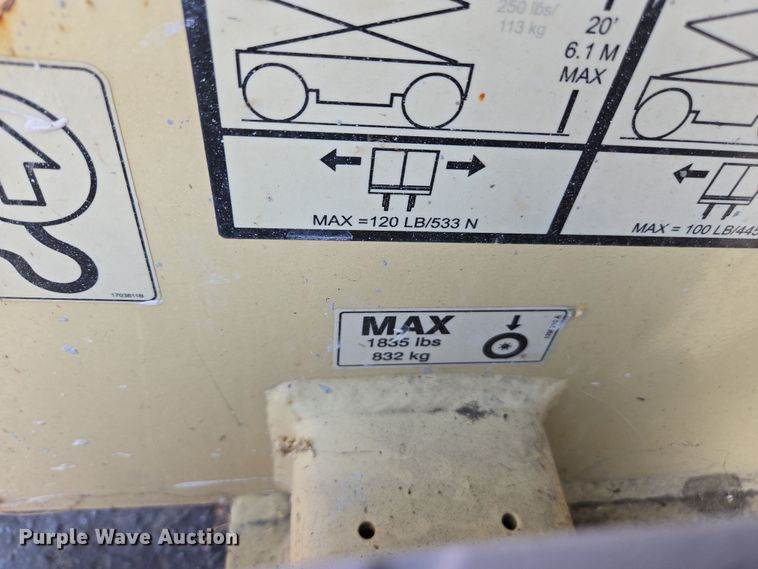 250 lbs/
113 kg
20'
6.1 M
MAX
MAX =120 LB/533 N
MAX = 100 LB/445
1703811B
MAX
1835 lbs
832 kg
Purple Wave Auction